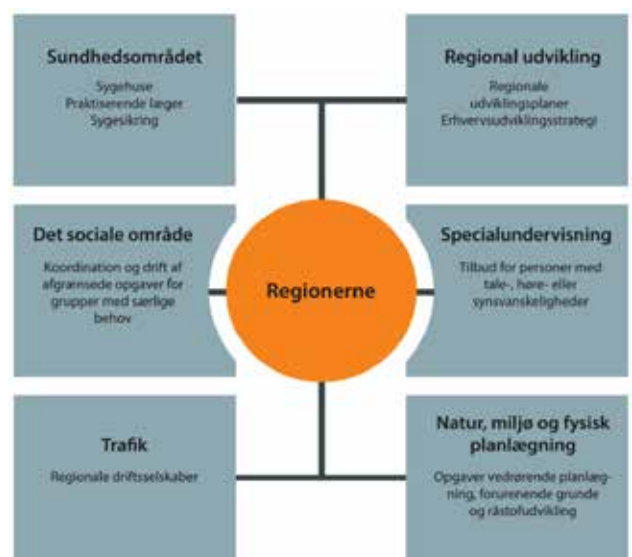 Sundhedsområdet
Sygehuse
Praktiserende læger
Sygesikring
Regional udvikling
Regionale
udviklingsplaner
Erhvervsudviklingsstrategi
Det sociale område
Koordination og drift af
afgrænsede opgaver for
grupper med særlige
behov
Regionerne
Specialundervisning
Tilbud for personer med
tale-, høre- eller
synsvanskeligheder
Trafik
Regionale driftsselskaber
Natur, miljø og fysisk
planlægning
Opgaver vedrørende planlæg-
ning, forurenende grunde
og råstofudvikling